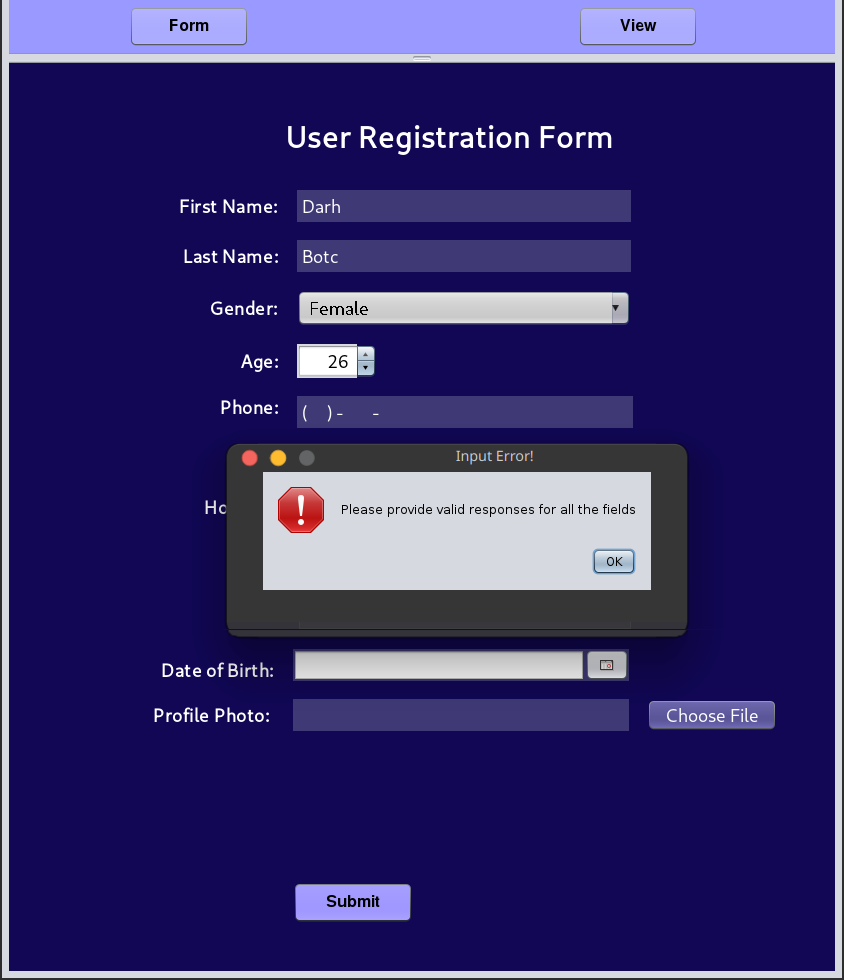 Form View
User Registration Form
First Name: Darh
Last Name: Botc
Gender: Female
Age: 26
Phone: ( ) - -
Input Error!
Ho
Please provide valid responses for all the fields
OK
Date of Birth:
Profile Photo: Choose File
Submit